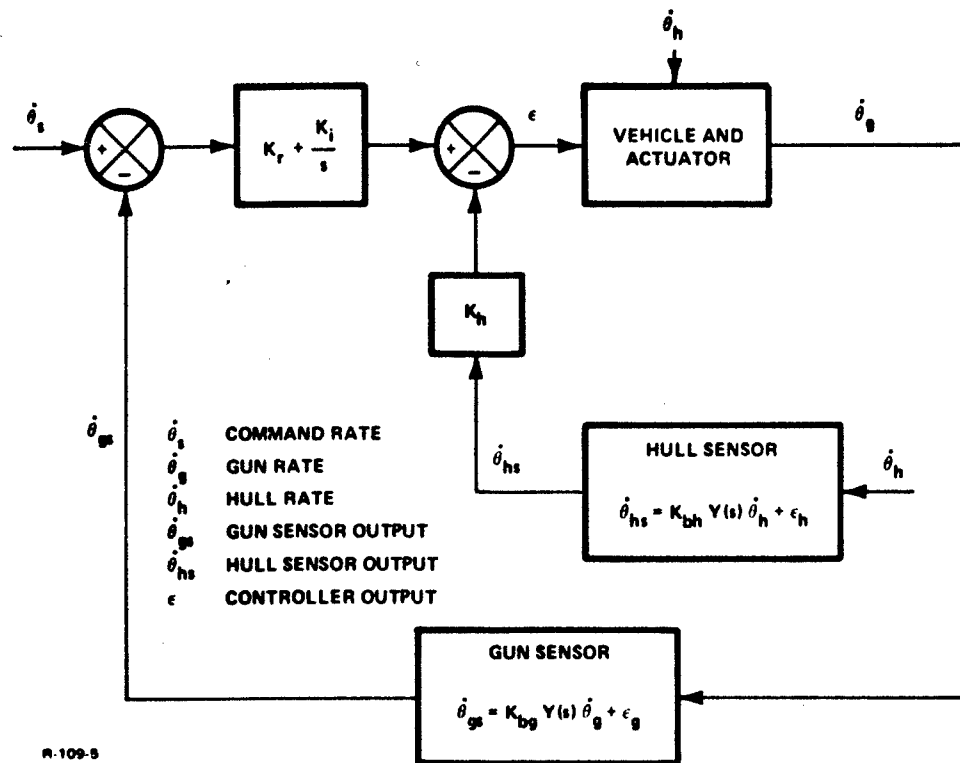 θ̇h
θ̇s
+
−
Kr + Ki/s
+
−
ε
VEHICLE AND
ACTUATOR
θ̇g
Kh
θ̇gs
θ̇s COMMAND RATE
θ̇g GUN RATE
θ̇h HULL RATE
θ̇gs GUN SENSOR OUTPUT
θ̇hs HULL SENSOR OUTPUT
ε CONTROLLER OUTPUT
θ̇hs
HULL SENSOR
θ̇hs = Kbh Y(s) θ̇h + εh
θ̇h
GUN SENSOR
θ̇gs = Kbg Y(s) θ̇g + εg
R-109-5